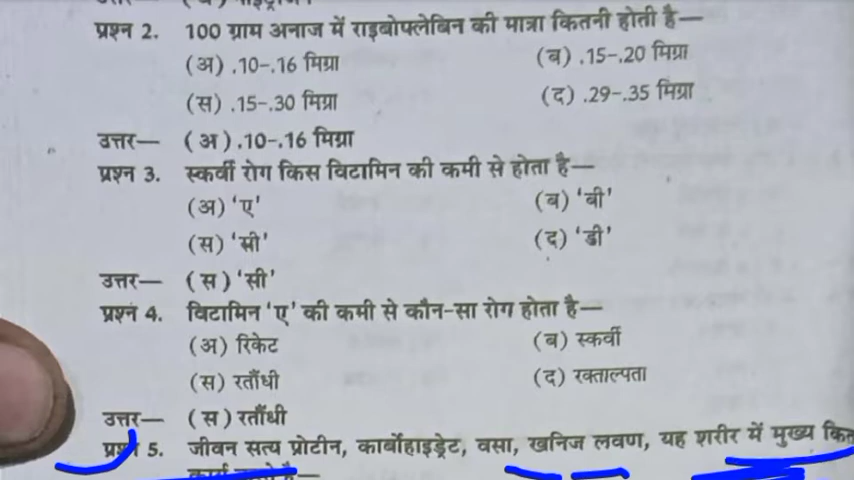 प्रश्न 2. 100 ग्राम अनाज में राइबोफ्लेबिन की मात्रा कितनी होती है—
(अ) .10–.16 मिग्रा (ब) .15–.20 मिग्रा
(स) .15–.30 मिग्रा (द) .29–.35 मिग्रा
उत्तर— (अ) .10–.16 मिग्रा
प्रश्न 3. स्कर्वी रोग किस विटामिन की कमी से होता है—
(अ) 'ए' (ब) 'बी'
(स) 'सी' (द) 'डी'
उत्तर— (स) 'सी'
प्रश्न 4. विटामिन 'ए' की कमी से कौन-सा रोग होता है—
(अ) रिकेट (ब) स्कर्वी
(स) रतौंधी (द) रक्ताल्पता
उत्तर— (स) रतौंधी
प्रश्न 5. जीवन सत्य प्रोटीन, कार्बोहाइड्रेट, वसा, खनिज लवण, यह शरीर में मुख्य